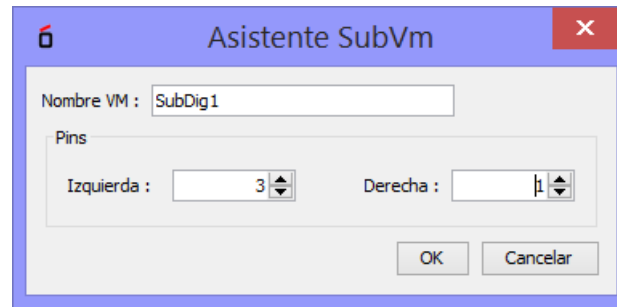 Asistente SubVm
Nombre VM : SubDig1
Pins
Izquierda : 3 Derecha : 1
OK Cancelar